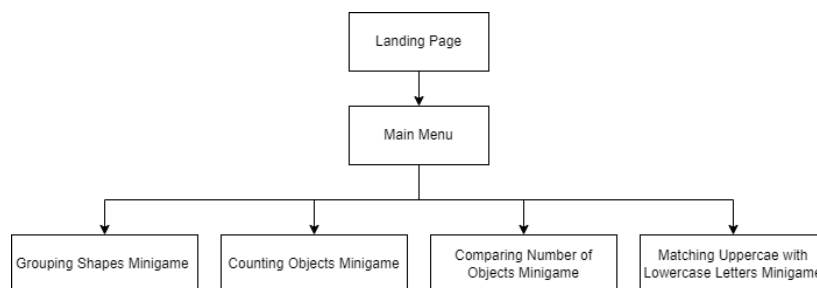 Landing Page
Main Menu
Grouping Shapes Minigame
Counting Objects Minigame
Comparing Number of
Objects Minigame
Matching Uppercae with
Lowercase Letters Minigame